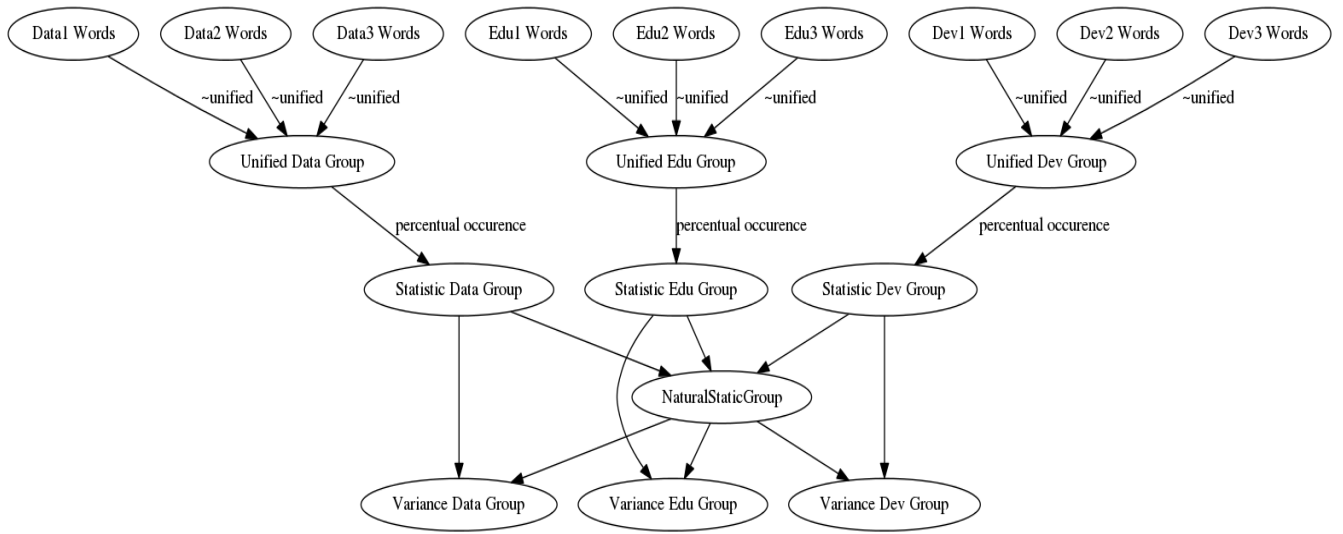 Data1 Words
Data2 Words
Data3 Words
Edu1 Words
Edu2 Words
Edu3 Words
Dev1 Words
Dev2 Words
Dev3 Words
~unified
~unified
~unified
~unified
~unified
~unified
~unified
~unified
~unified
Unified Data Group
Unified Edu Group
Unified Dev Group
percentual occurence
percentual occurence
percentual occurence
Statistic Data Group
Statistic Edu Group
Statistic Dev Group
NaturalStaticGroup
Variance Data Group
Variance Edu Group
Variance Dev Group